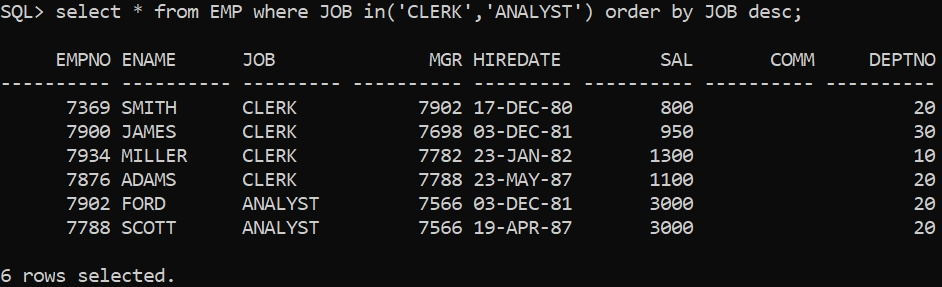 SQL> select * from EMP where JOB in('CLERK','ANALYST') order by JOB desc;
     EMPNO ENAME      JOB              MGR HIREDATE         SAL       COMM     DEPTNO
---------- ---------- --------- ---------- --------- ---------- ---------- ----------
      7369 SMITH      CLERK           7902 17-DEC-80        800                    20
      7900 JAMES      CLERK           7698 03-DEC-81        950                    30
      7934 MILLER     CLERK           7782 23-JAN-82       1300                    10
      7876 ADAMS      CLERK           7788 23-MAY-87       1100                    20
      7902 FORD       ANALYST         7566 03-DEC-81       3000                    20
      7788 SCOTT      ANALYST         7566 19-APR-87       3000                    20
6 rows selected.